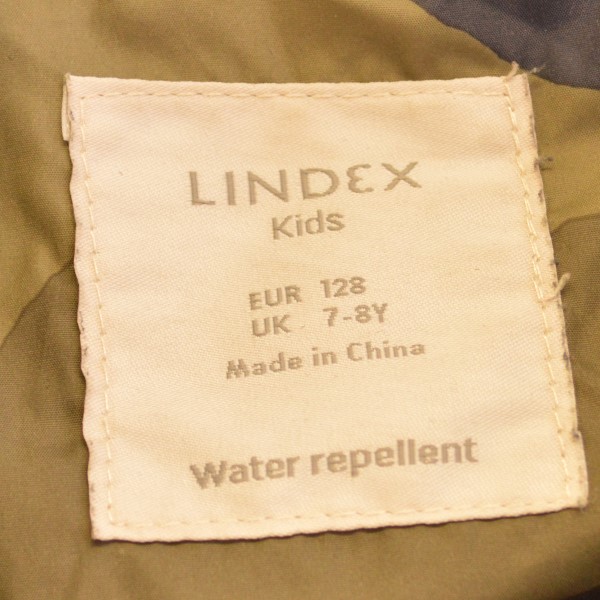 LINDEX
Kids
EUR 128
UK 7-8Y
Made in China
Water repellent